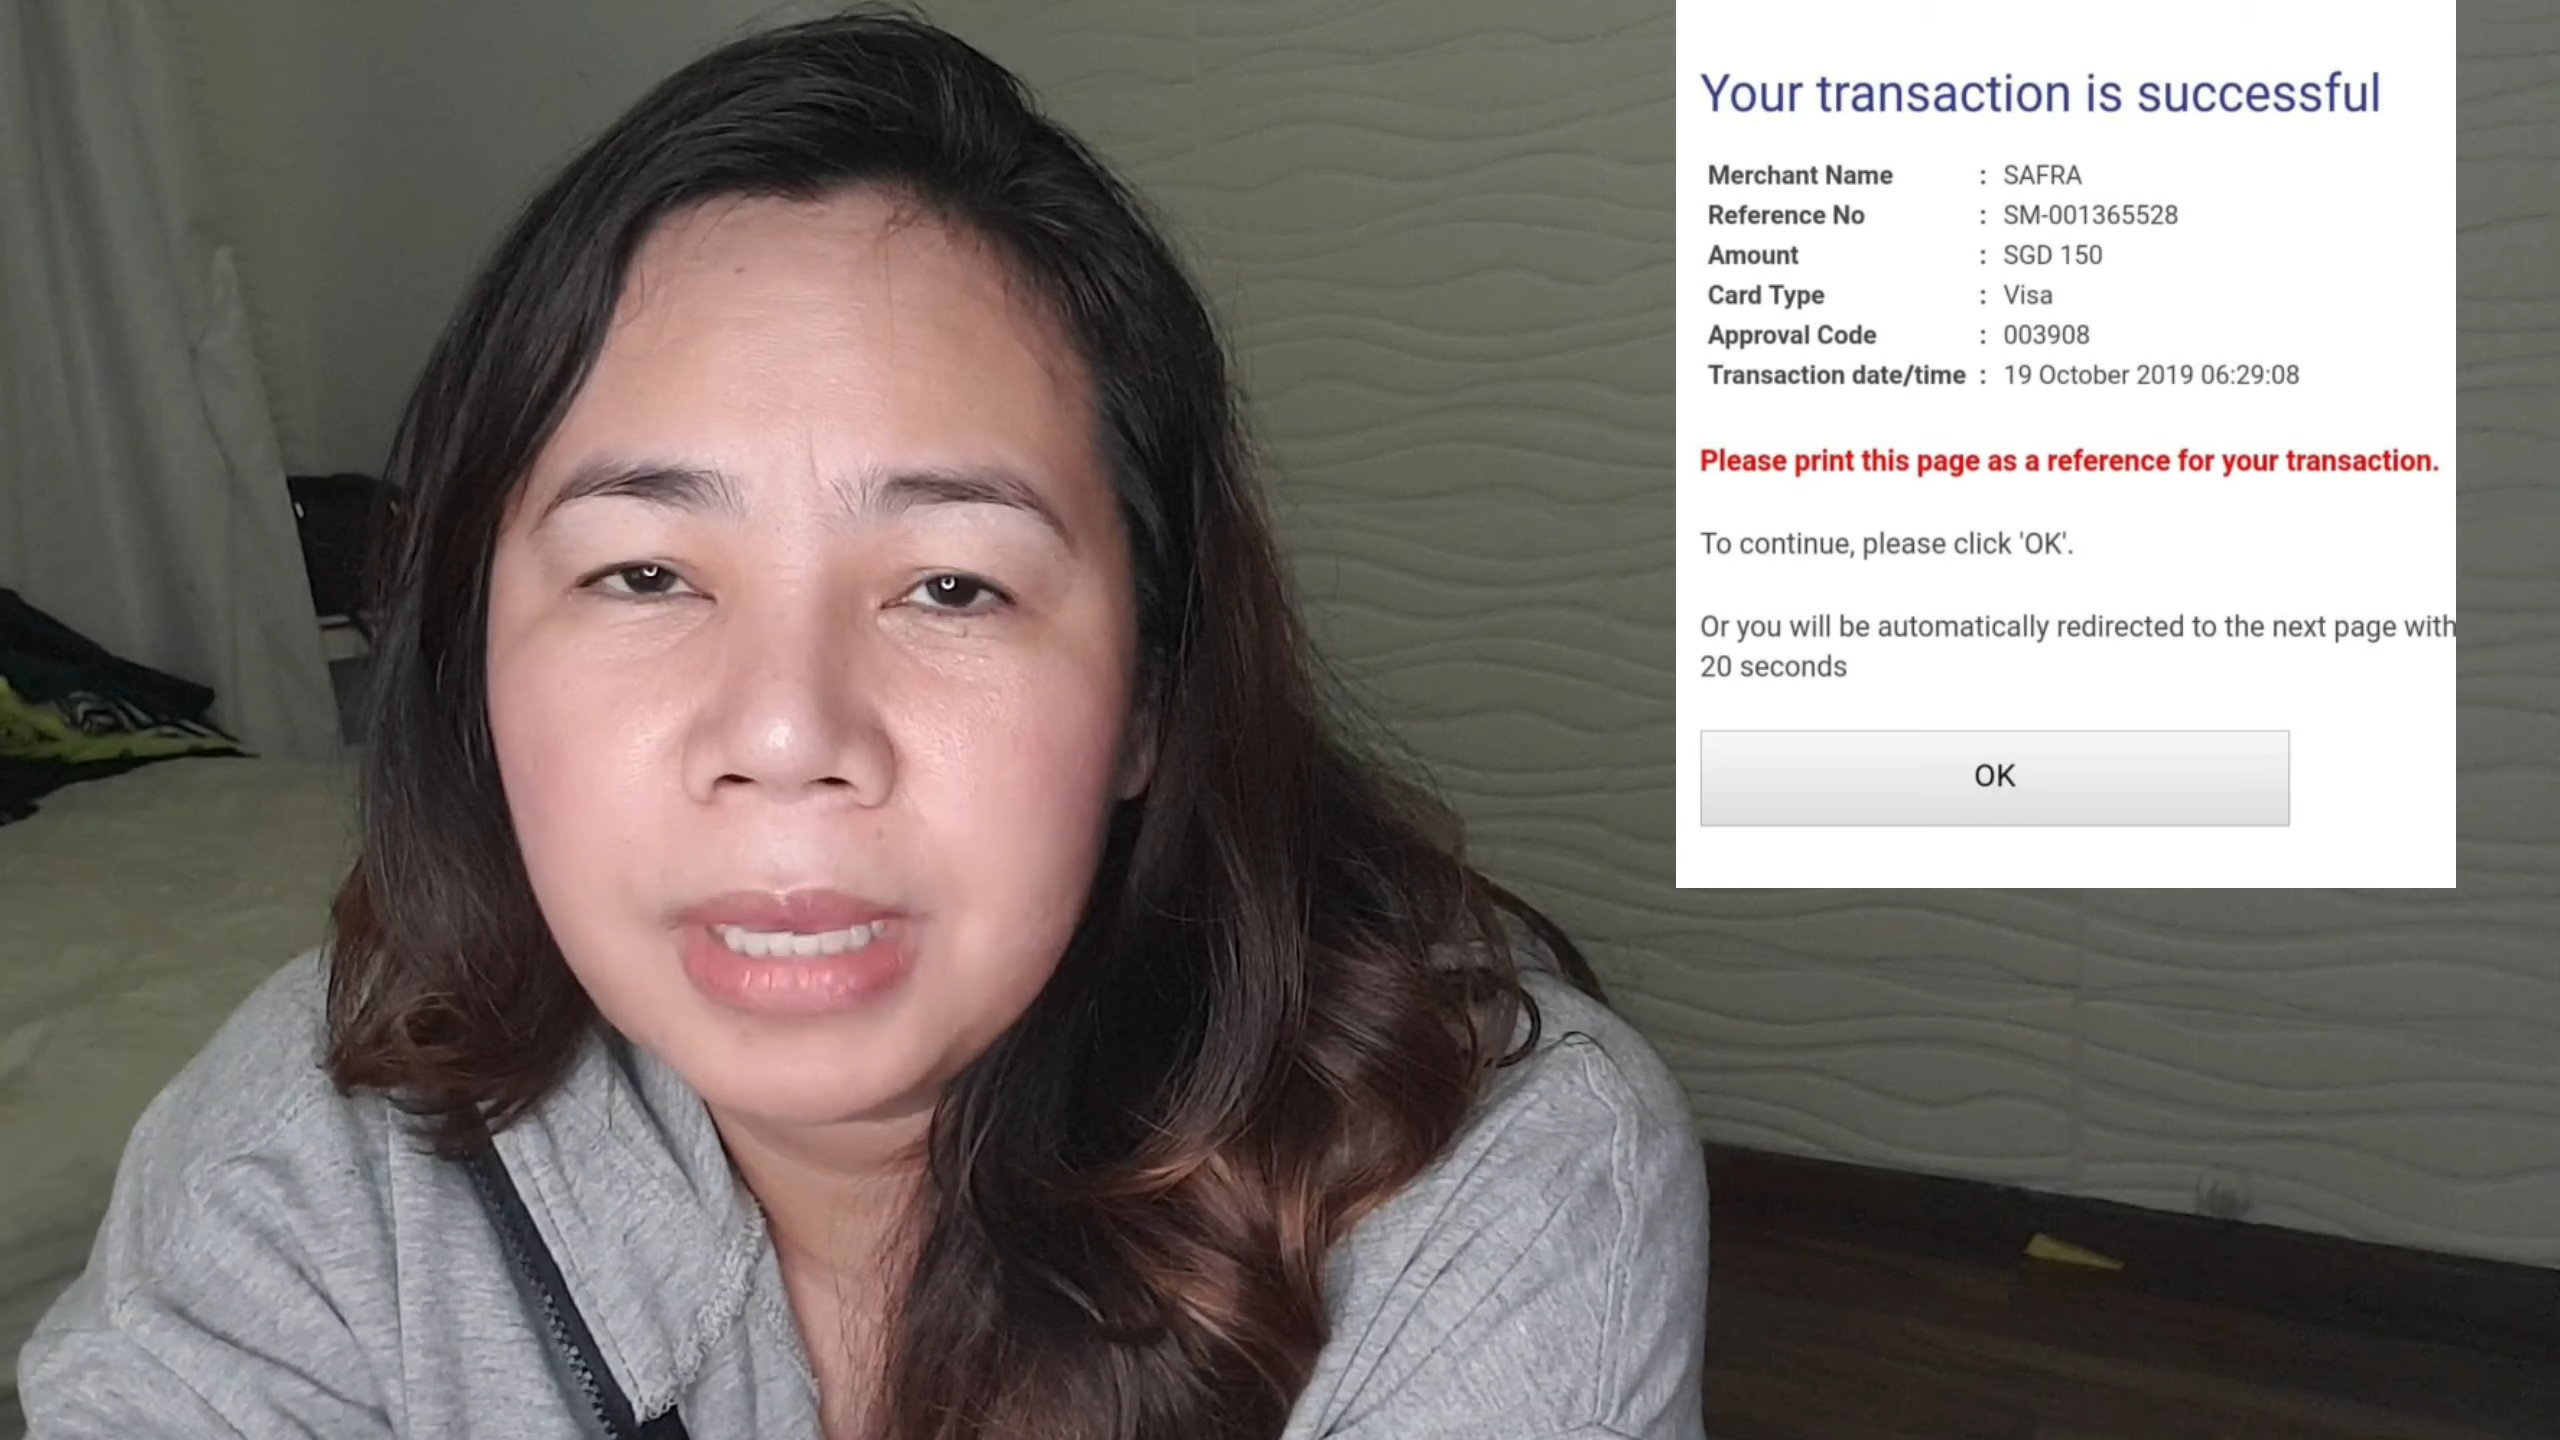 Your transaction is successful
Merchant Name : SAFRA
Reference No : SM-001365528
Amount : SGD 150
Card Type : Visa
Approval Code : 003908
Transaction date/time : 19 October 2019 06:29:08
Please print this page as a reference for your transaction.
To continue, please click 'OK'.
Or you will be automatically redirected to the next page with
20 seconds
OK